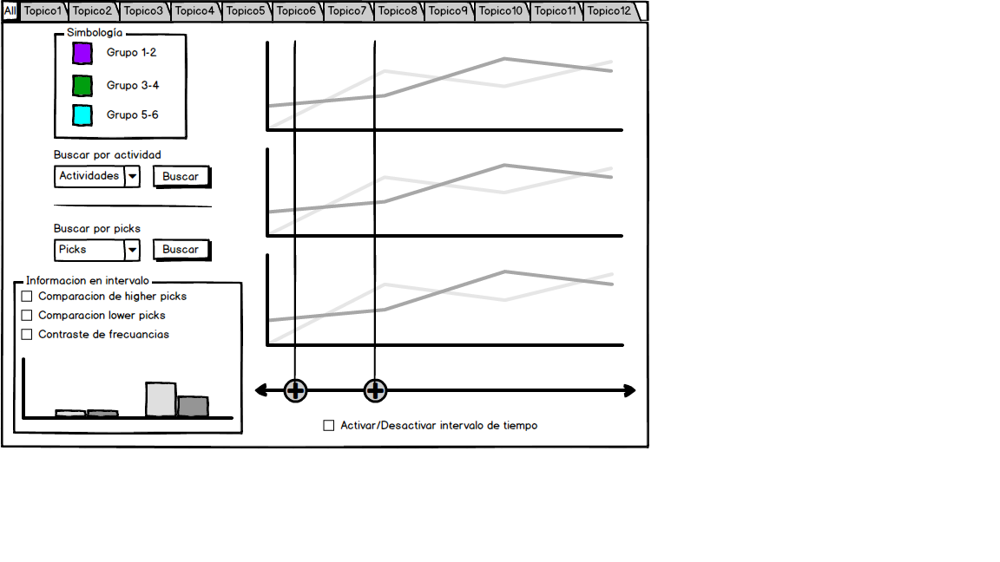 All Topico1 Topico2 Topico3 Topico4 Topico5 Topico6 Topico7 Topico8 Topico9 Topico10 Topico11 Topico12
Simbología
Grupo 1-2
Grupo 3-4
Grupo 5-6
Buscar por actividad
Actividades Buscar
Buscar por picks
Picks Buscar
Informacion en intervalo
Comparacion de higher picks
Comparacion lower picks
Contraste de frecuancias
Activar/Desactivar intervalo de tiempo